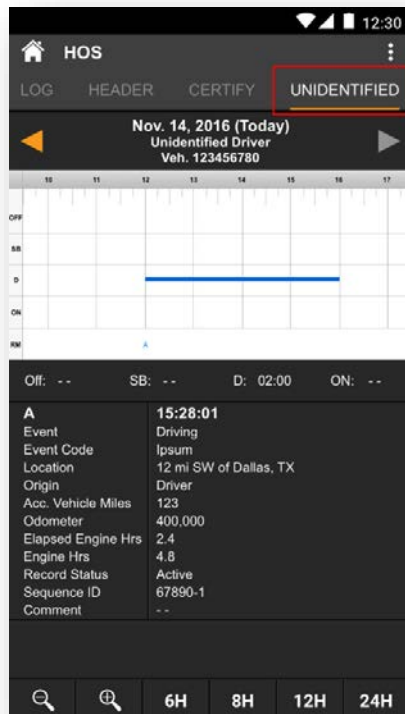 12:30
HOS
LOG HEADER CERTIFY UNIDENTIFIED
Nov. 14, 2016 (Today)
Unidentified Driver
Veh. 123456780
10 11 12 13 14 15 16 17
OFF
SB
D
ON
RM A
Off: -- SB: -- D: 02:00 ON: --
A 15:28:01
Event Driving
Event Code Ipsum
Location 12 mi SW of Dallas, TX
Origin Driver
Acc. Vehicle Miles 123
Odometer 400,000
Elapsed Engine Hrs 2.4
Engine Hrs 4.8
Record Status Active
Sequence ID 67890-1
Comment --
6H 8H 12H 24H